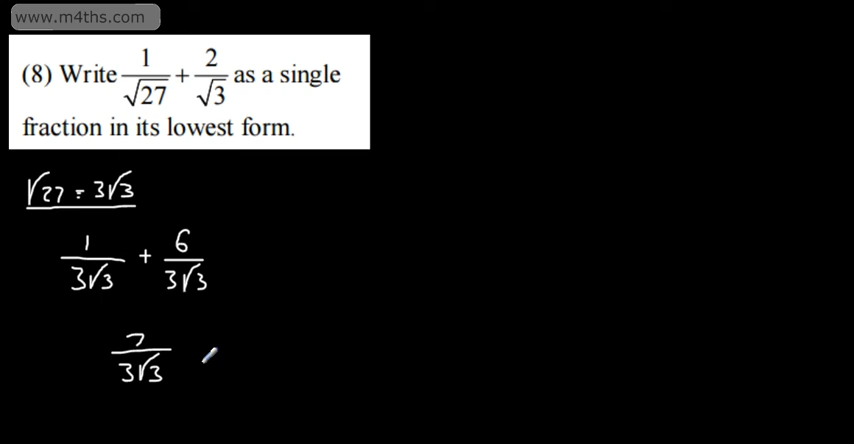 www.m4ths.com
(8) Write 1/√27 + 2/√3 as a single
fraction in its lowest form.
√27 = 3√3
1/3√3 + 6/3√3
7/3√3